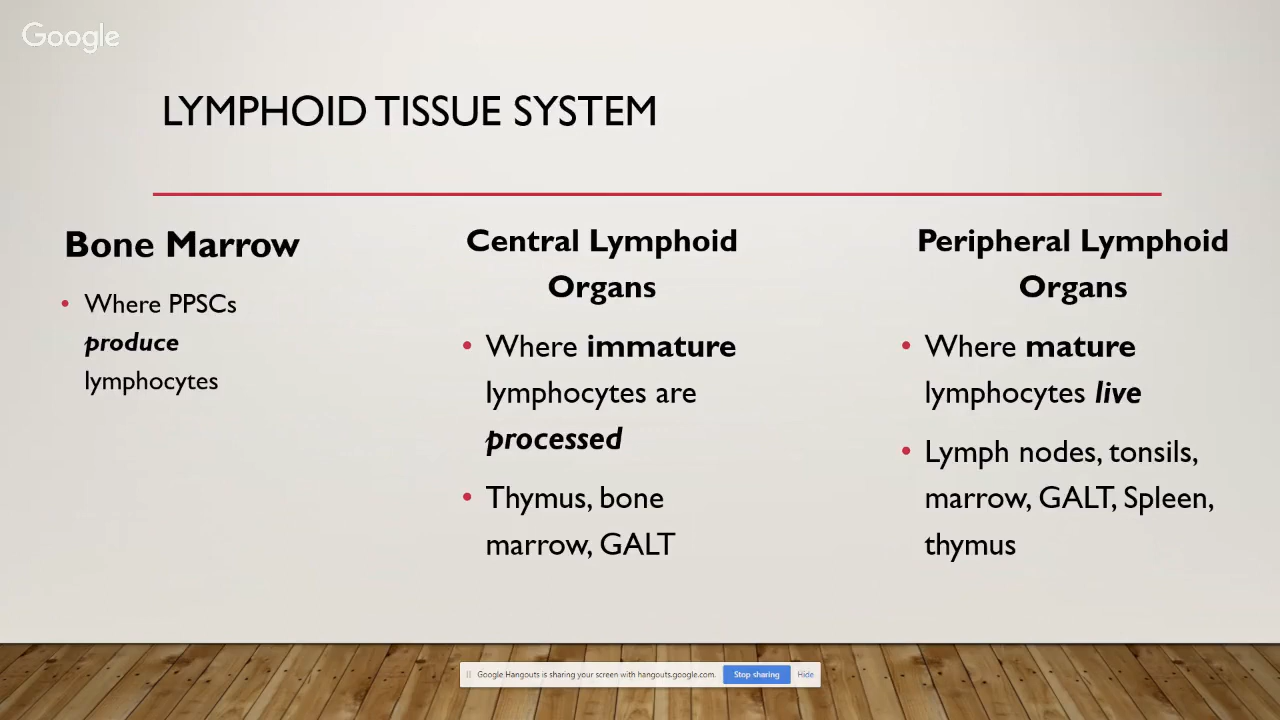 Google
LYMPHOID TISSUE SYSTEM
Bone Marrow
• Where PPSCs
produce
lymphocytes
Central Lymphoid
Organs
• Where immature
lymphocytes are
processed
• Thymus, bone
marrow, GALT
Peripheral Lymphoid
Organs
• Where mature
lymphocytes live
• Lymph nodes, tonsils,
marrow, GALT, Spleen,
thymus
Google Hangouts is sharing your screen with hangouts.google.com. Stop sharing Hide